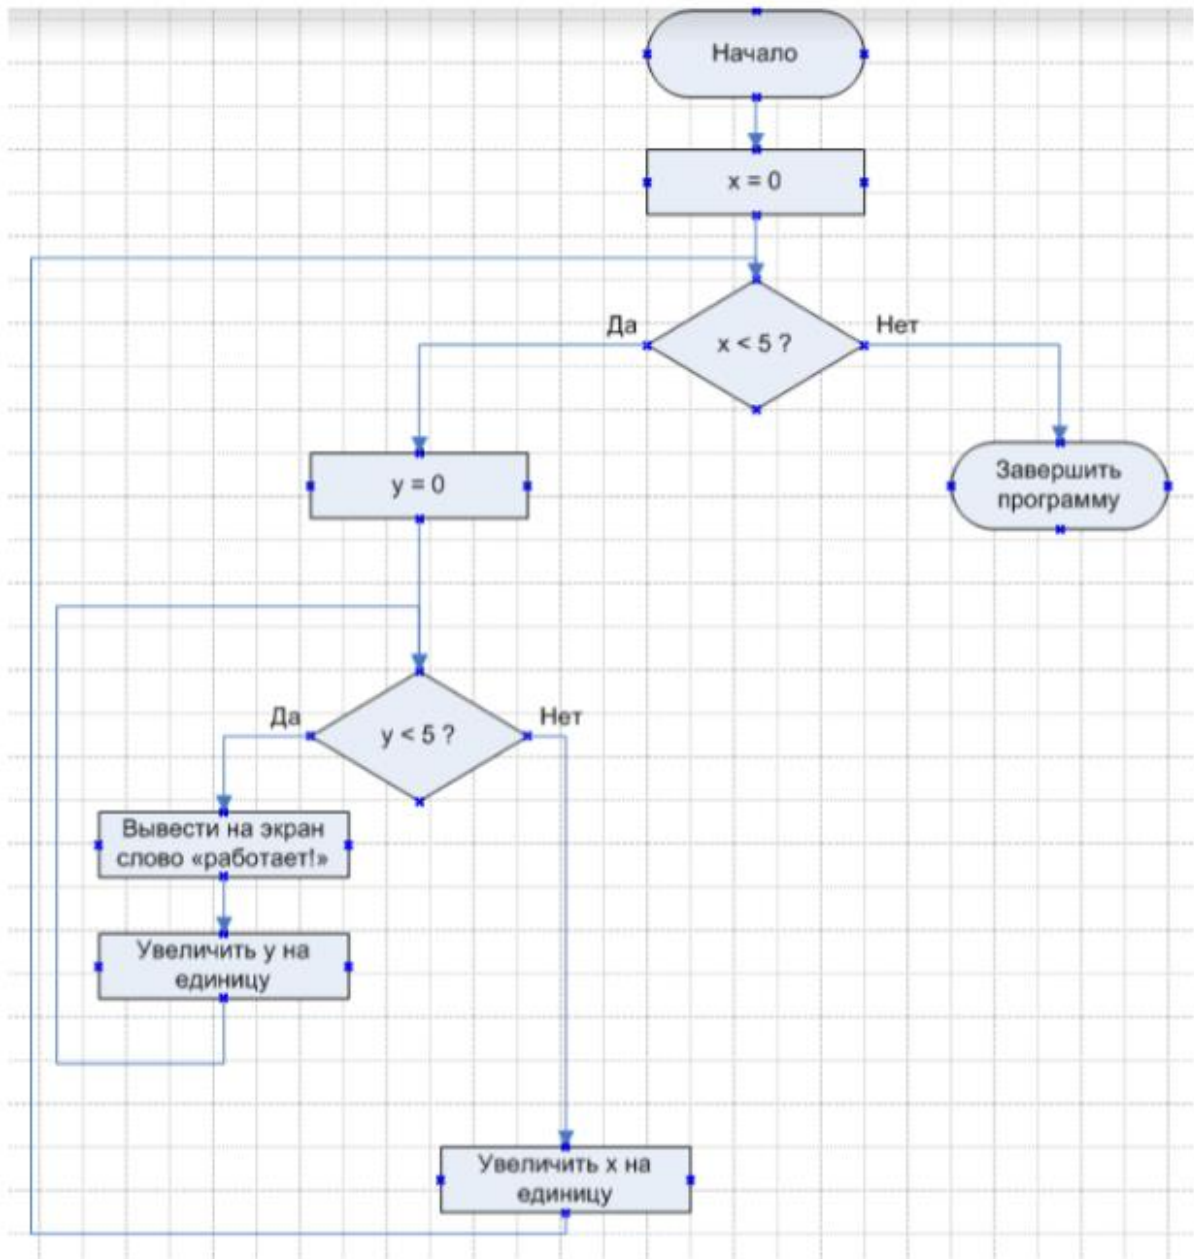 Начало
x = 0
Да
Нет
x < 5 ?
y = 0
Завершить
программу
Да
Нет
y < 5 ?
Вывести на экран
слово «работает!»
Увеличить y на
единицу
Увеличить x на
единицу